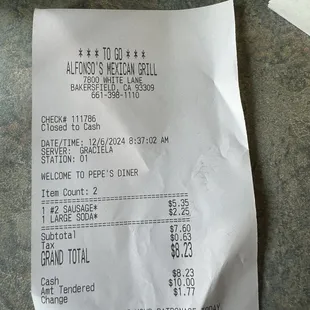 *** TO GO ***
ALFONSO'S MEXICAN GRILL
7800 WHITE LANE
BAKERSFIELD, CA 93309
661-398-1110
CHECK# 111786
Closed to Cash
DATE/TIME: 12/6/2024 8:37:02 AM
SERVER: GRACIELA
STATION: 01
WELCOME TO PEPE'S DINER
Item Count: 2
1 #2 SAUSAGE* $5.35
1 LARGE SODA* $2.25
Subtotal $7.60
Tax $0.63
GRAND TOTAL $8.23
Cash $8.23
Amt Tendered $10.00
Change $1.77
PATRONAGE TODAY